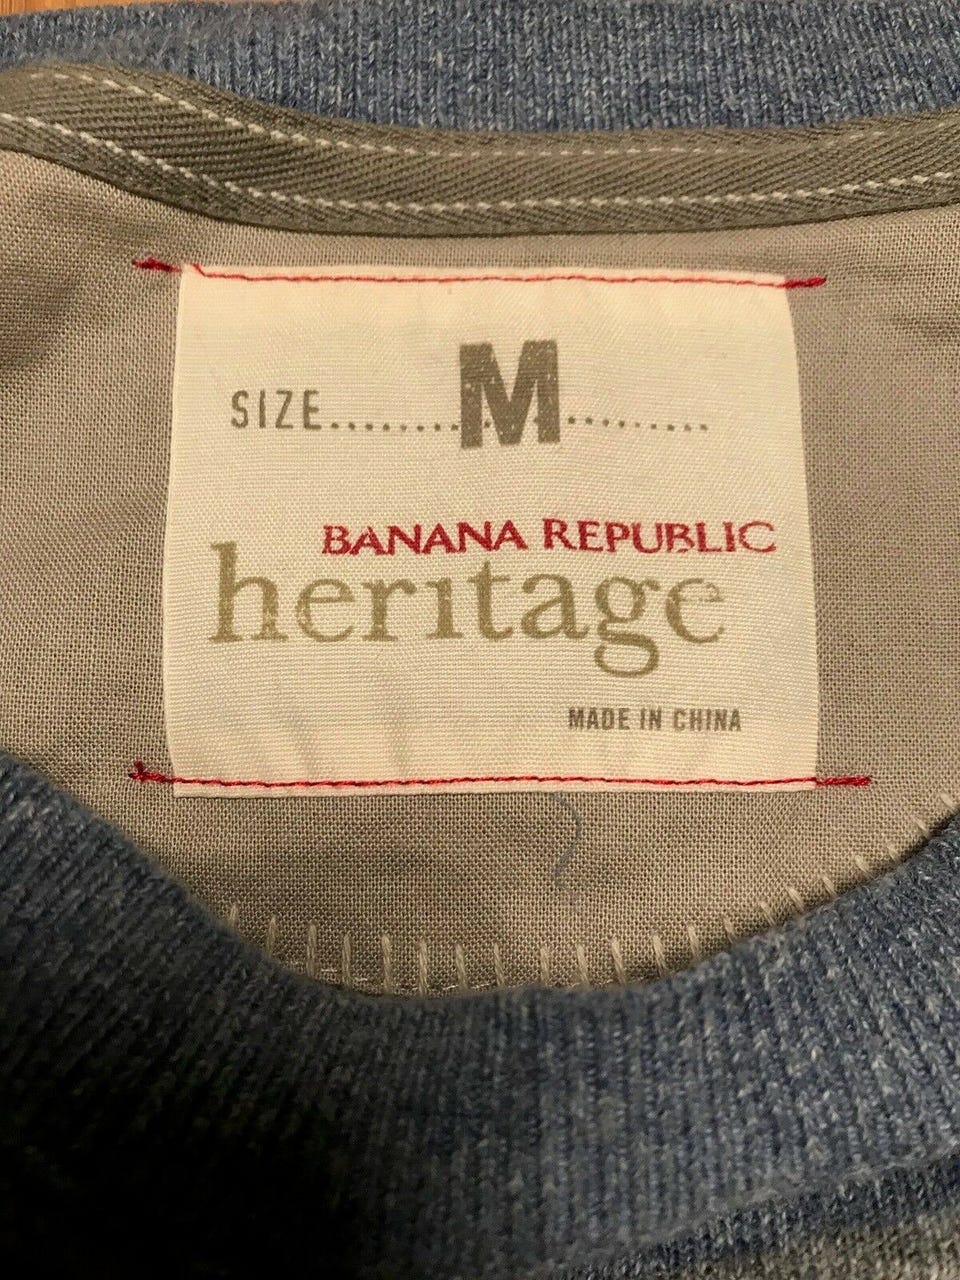 SIZE........M.........
BANANA REPUBLIC
heritage
MADE IN CHINA